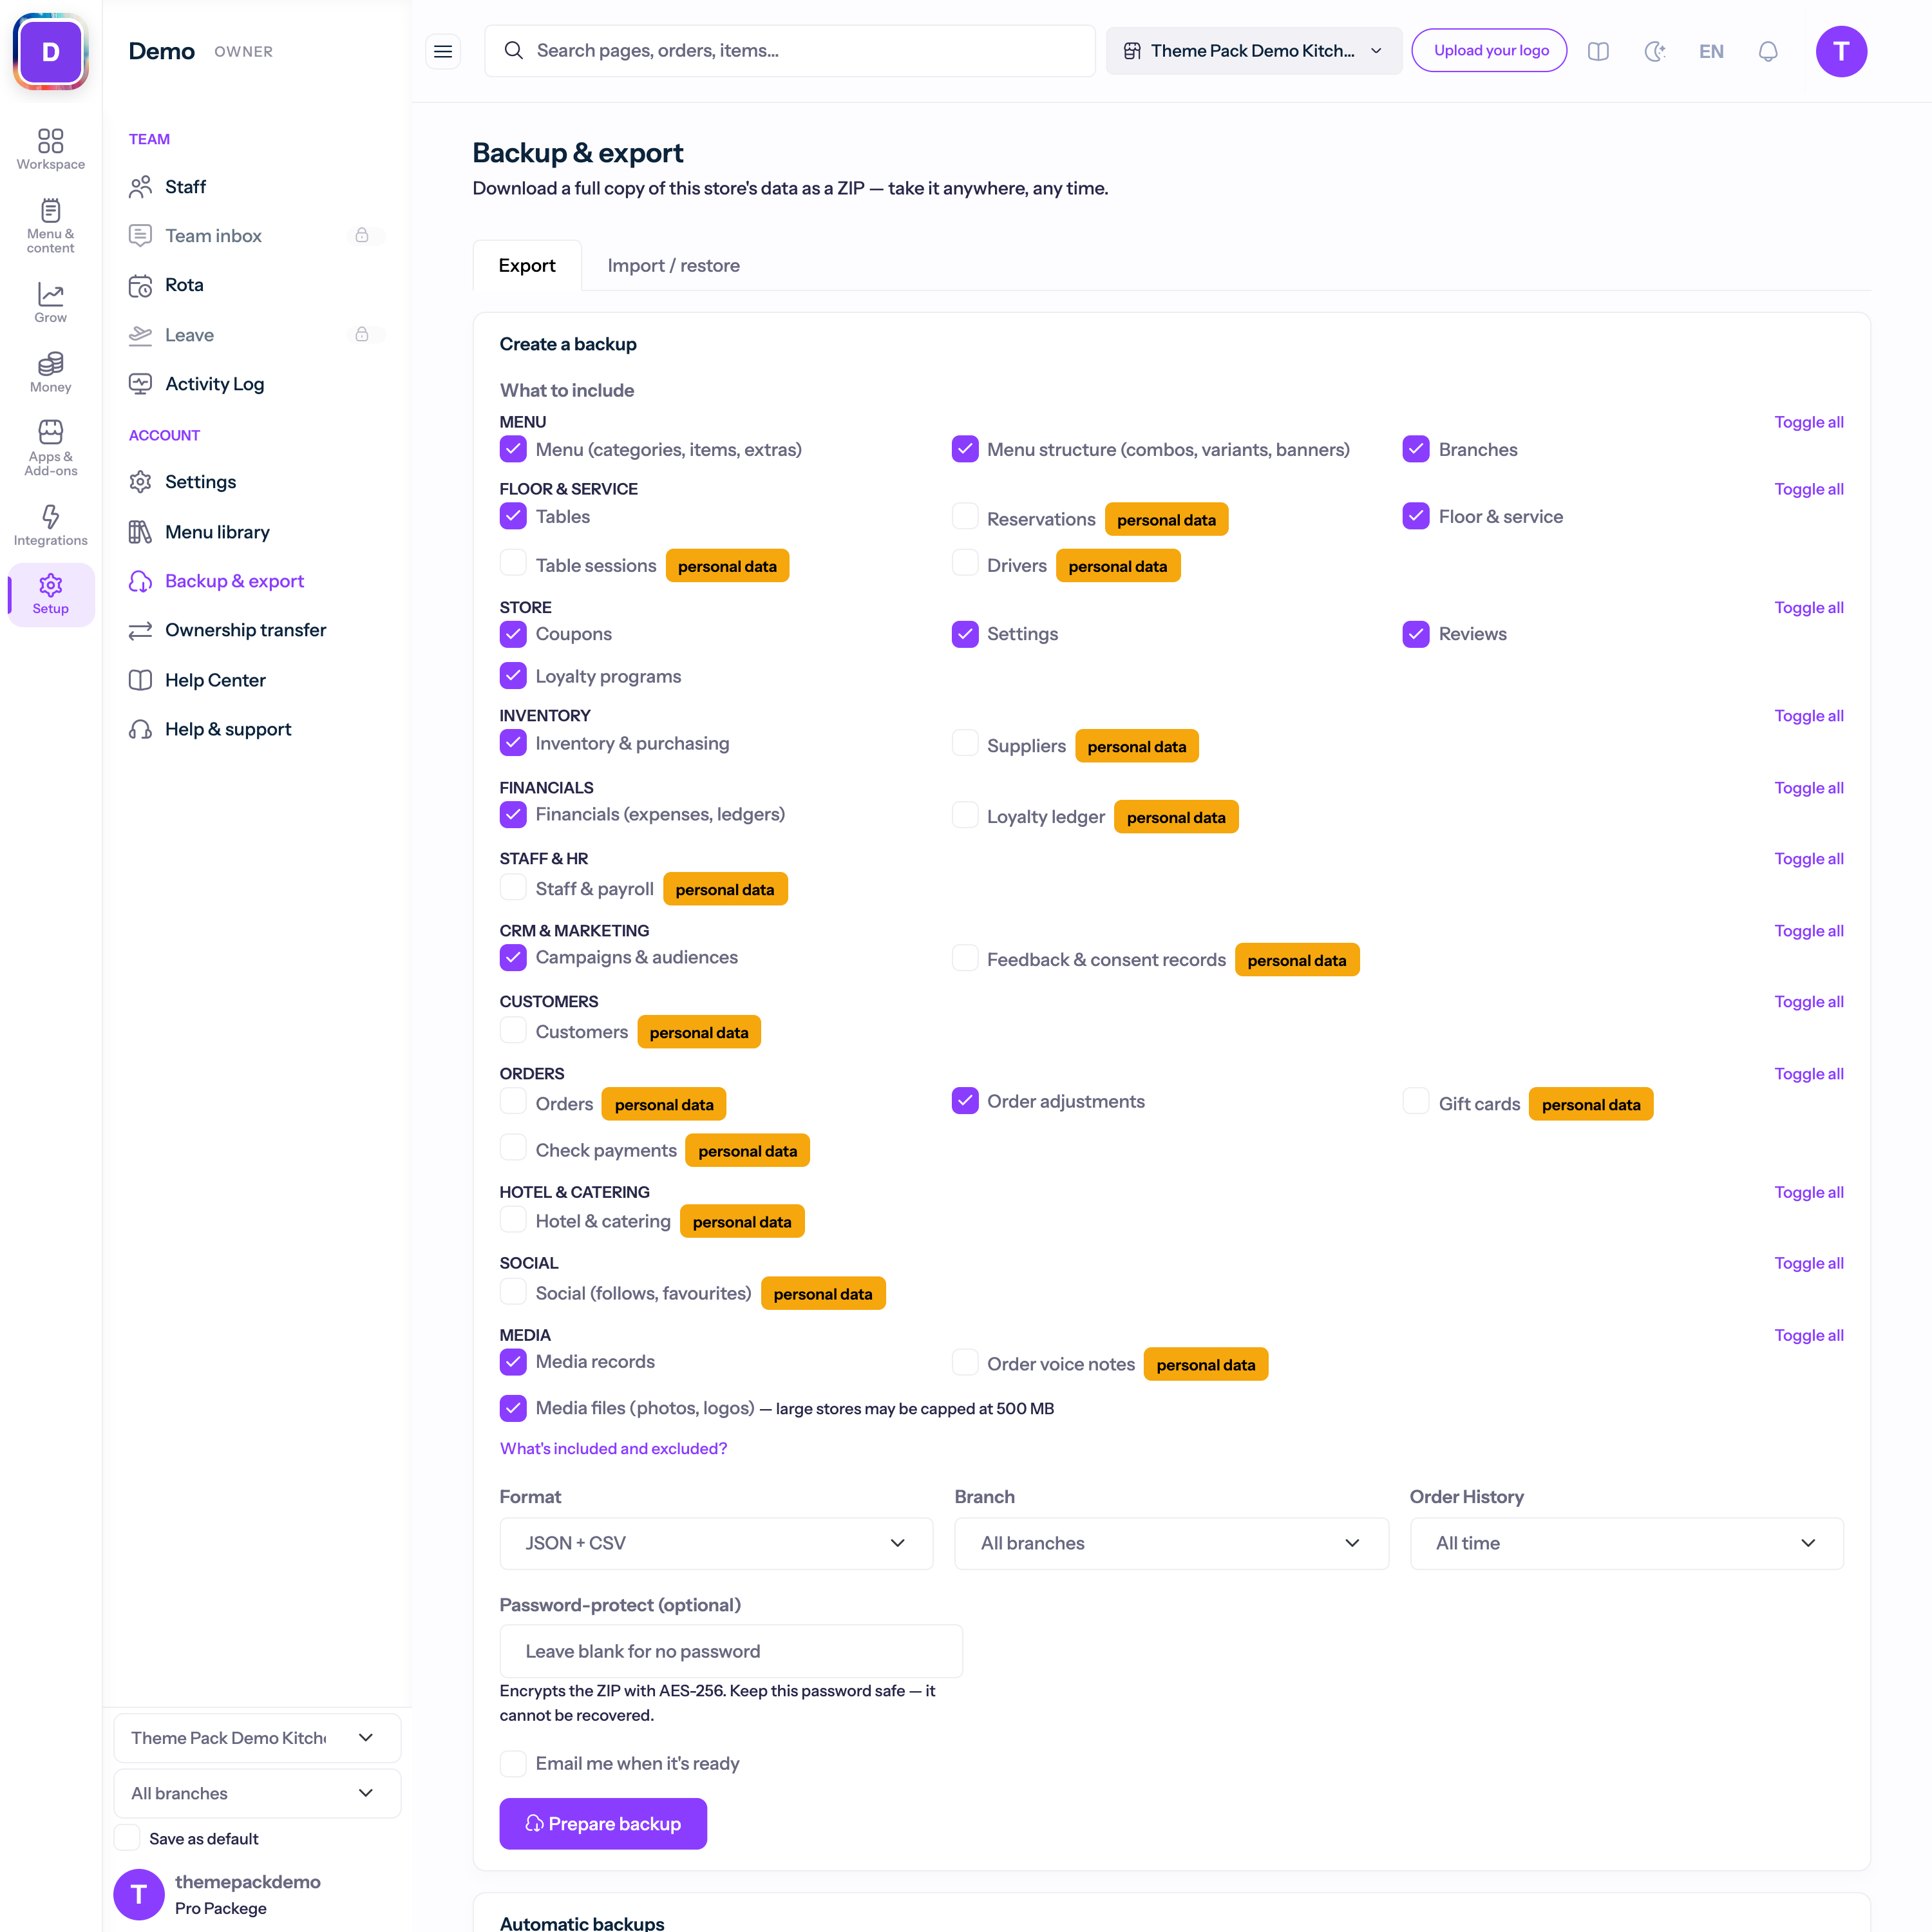 D
Workspace
Menu &
content
Grow
Money
Apps &
Add-ons
Integrations
Setup
Demo OWNER
TEAM
Staff
Team inbox
Rota
Leave
Activity Log
ACCOUNT
Settings
Menu library
Backup & export
Ownership transfer
Help Center
Help & support
Theme Pack Demo Kitche
All branches
Save as default
T
themepackdemo
Pro Packege
Search pages, orders, items...
Theme Pack Demo Kitch...
Upload your logo
EN
T
Backup & export
Download a full copy of this store's data as a ZIP — take it anywhere, any time.
Export Import / restore
Create a backup
What to include
MENU Toggle all
Menu (categories, items, extras) Menu structure (combos, variants, banners) Branches
FLOOR & SERVICE Toggle all
Tables Reservations personal data Floor & service
Table sessions personal data Drivers personal data
STORE Toggle all
Coupons Settings Reviews
Loyalty programs
INVENTORY Toggle all
Inventory & purchasing Suppliers personal data
FINANCIALS Toggle all
Financials (expenses, ledgers) Loyalty ledger personal data
STAFF & HR Toggle all
Staff & payroll personal data
CRM & MARKETING Toggle all
Campaigns & audiences Feedback & consent records personal data
CUSTOMERS Toggle all
Customers personal data
ORDERS Toggle all
Orders personal data Order adjustments Gift cards personal data
Check payments personal data
HOTEL & CATERING Toggle all
Hotel & catering personal data
SOCIAL Toggle all
Social (follows, favourites) personal data
MEDIA Toggle all
Media records Order voice notes personal data
Media files (photos, logos) — large stores may be capped at 500 MB
What's included and excluded?
Format Branch Order History
JSON + CSV All branches All time
Password-protect (optional)
Leave blank for no password
Encrypts the ZIP with AES-256. Keep this password safe — it
cannot be recovered.
Email me when it's ready
Prepare backup
Automatic backups